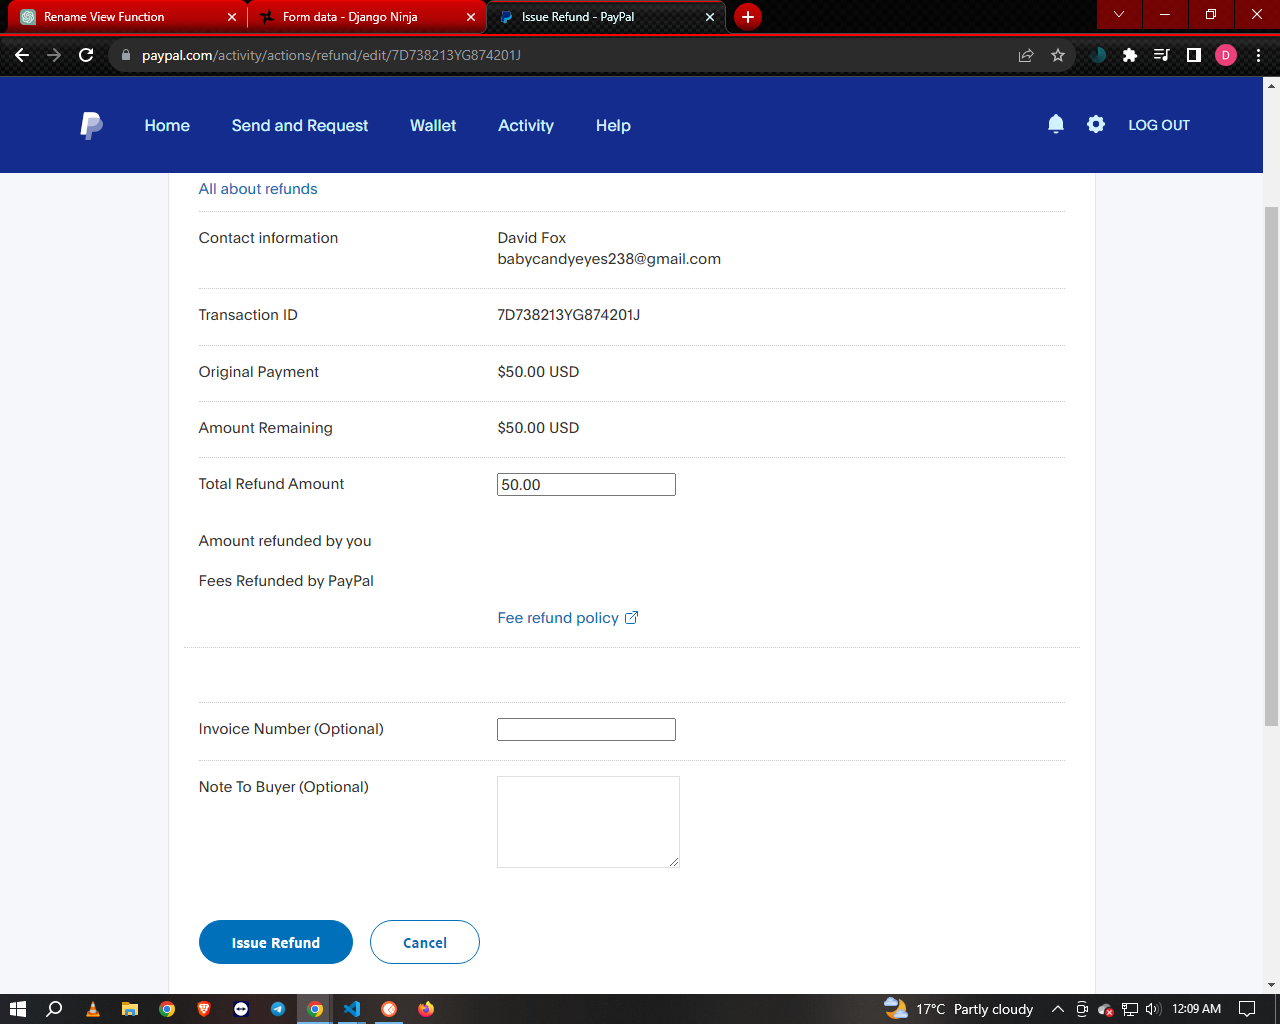 Rename View Function
Form data - Django Ninja
Issue Refund - PayPal
paypal.com/activity/actions/refund/edit/7D738213YG874201J
D
Home
Send and Request
Wallet
Activity
Help
LOG OUT
All about refunds
Contact information
David Fox
babycandyeyes238@gmail.com
Transaction ID
7D738213YG874201J
Original Payment
$50.00 USD
Amount Remaining
$50.00 USD
Total Refund Amount
50.00
Amount refunded by you
Fees Refunded by PayPal
Fee refund policy
Invoice Number (Optional)
Note To Buyer (Optional)
Issue Refund
Cancel
17°C Partly cloudy
12:09 AM